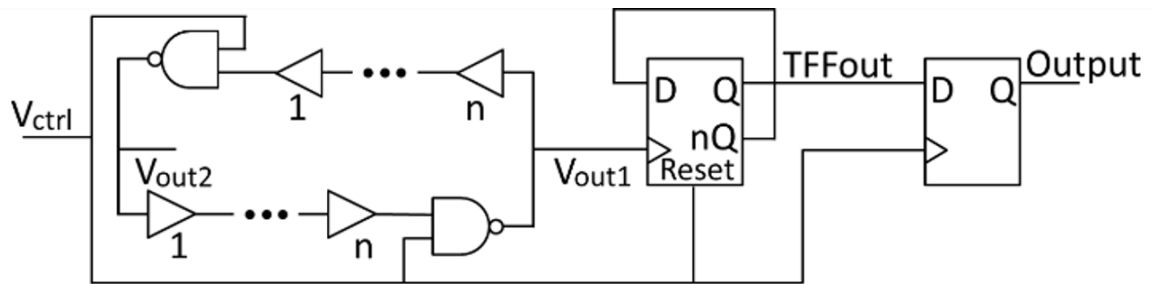 1
n
D
Q
TFFout
D
Q
Output
Vctrl
nQ
Vout2
Vout1
Reset
1
n